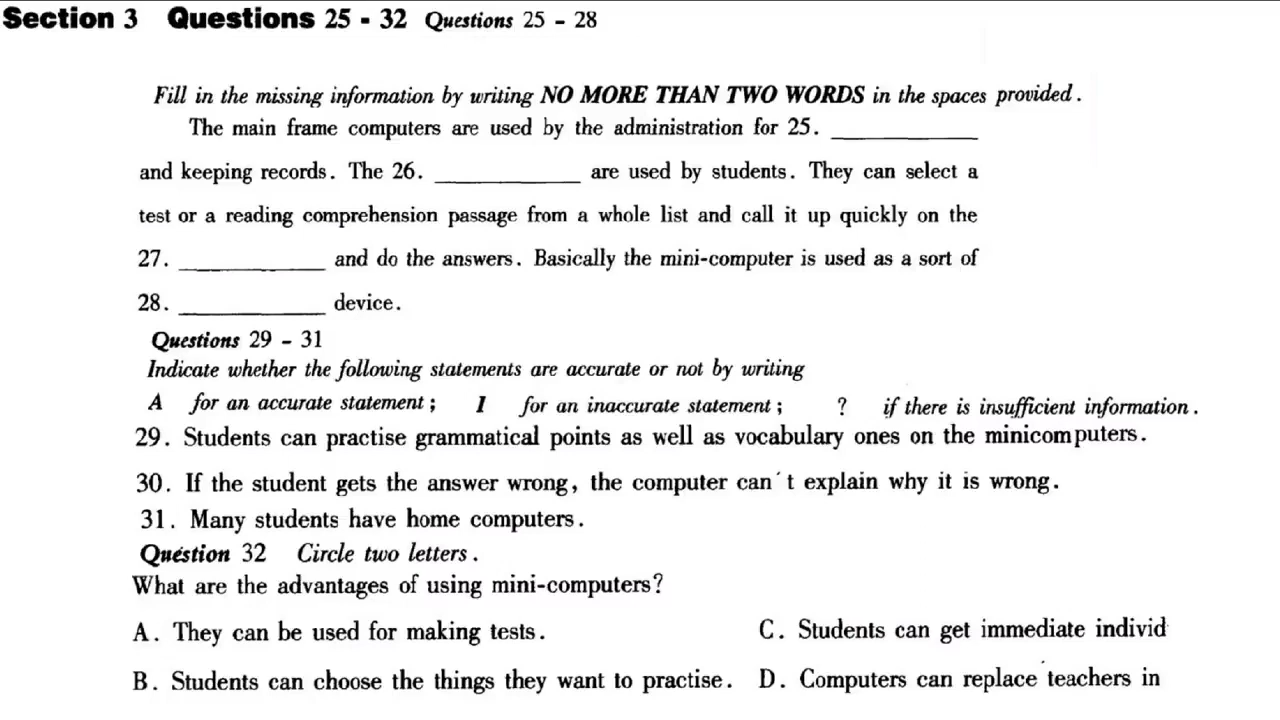 Section 3 Questions 25 - 32 Questions 25 - 28
Fill in the missing information by writing NO MORE THAN TWO WORDS in the spaces provided.
The main frame computers are used by the administration for 25. ____________
and keeping records. The 26. ____________ are used by students. They can select a
test or a reading comprehension passage from a whole list and call it up quickly on the
27. ____________ and do the answers. Basically the mini-computer is used as a sort of
28. ____________ device.
Questions 29 - 31
Indicate whether the following statements are accurate or not by writing
A for an accurate statement; I for an inaccurate statement; ? if there is insufficient information.
29. Students can practise grammatical points as well as vocabulary ones on the minicomputers.
30. If the student gets the answer wrong, the computer can't explain why it is wrong.
31. Many students have home computers.
Question 32 Circle two letters.
What are the advantages of using mini-computers?
A. They can be used for making tests. C. Students can get immediate individ
B. Students can choose the things they want to practise. D. Computers can replace teachers in